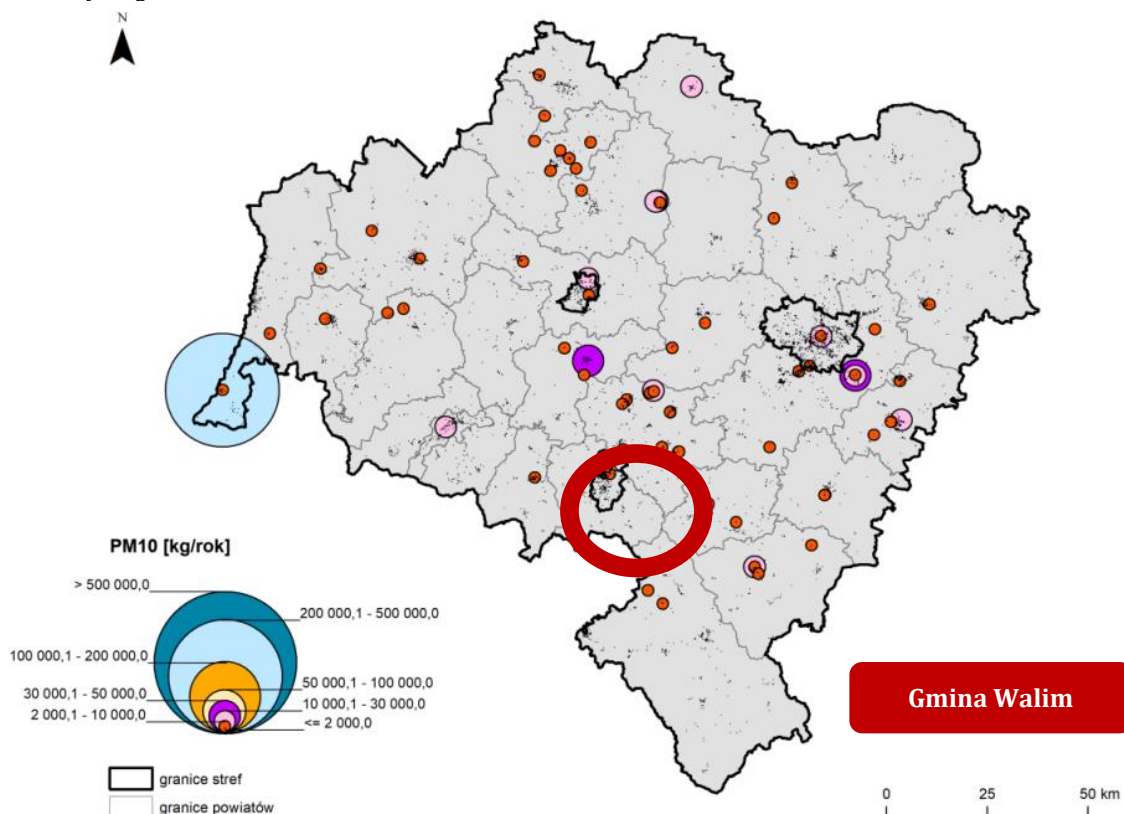 N
PM10 [kg/rok]
> 500 000,0
200 000,1 - 500 000,0
100 000,1 - 200 000,0
50 000,1 - 100 000,0
30 000,1 - 50 000,0
10 000,1 - 30 000,0
2 000,1 - 10 000,0
<= 2 000,0
granice stref
granice powiatów
Gmina Walim
0 25 50 km